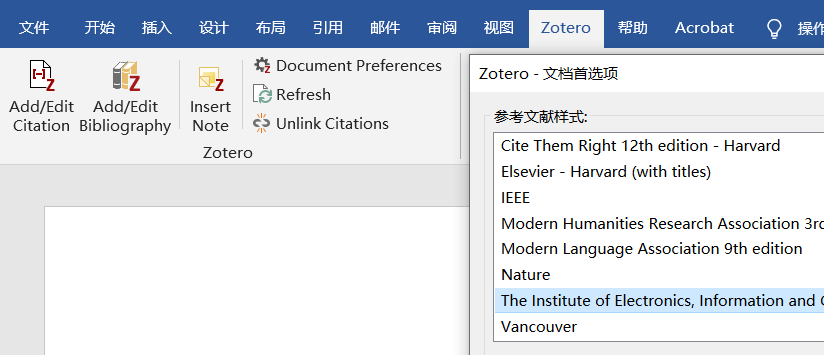 文件 开始 插入 设计 布局 引用 邮件 审阅 视图 Zotero 帮助 Acrobat 操作
Add/Edit Citation
Add/Edit Bibliography
Insert Note
Document Preferences
Refresh
Unlink Citations
Zotero
Zotero - 文档首选项
参考文献样式:
Cite Them Right 12th edition - Harvard
Elsevier - Harvard (with titles)
IEEE
Modern Humanities Research Association 3rd
Modern Language Association 9th edition
Nature
The Institute of Electronics, Information and
Vancouver